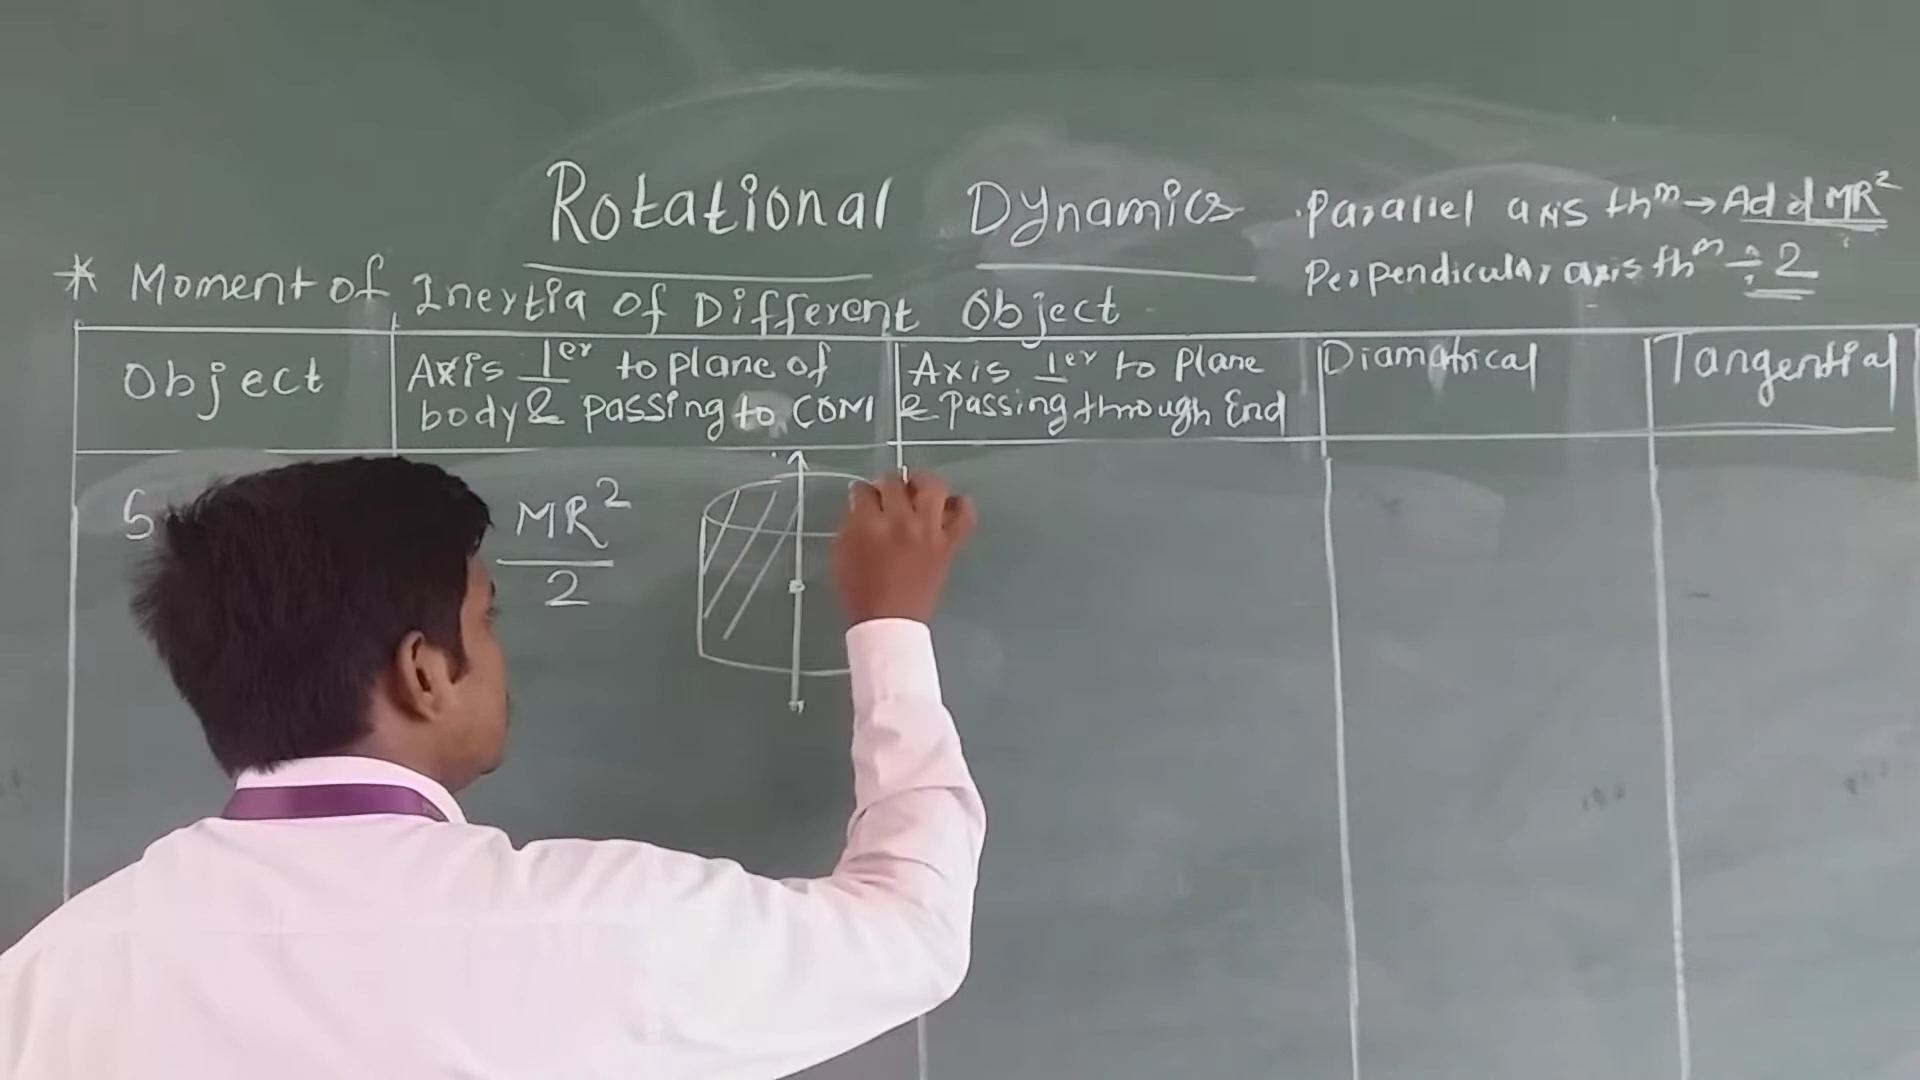 Rotational Dynamics
Parallel axis thm → Add MR²
Perpendicular axis thm ÷ 2
* Moment of Inertia of Different Object
Object
Axis ⊥er to plane of
body & passing to COM
Axis ⊥er to Plane
& passing through End
Diamatrical
Tangential
S
MR²
2